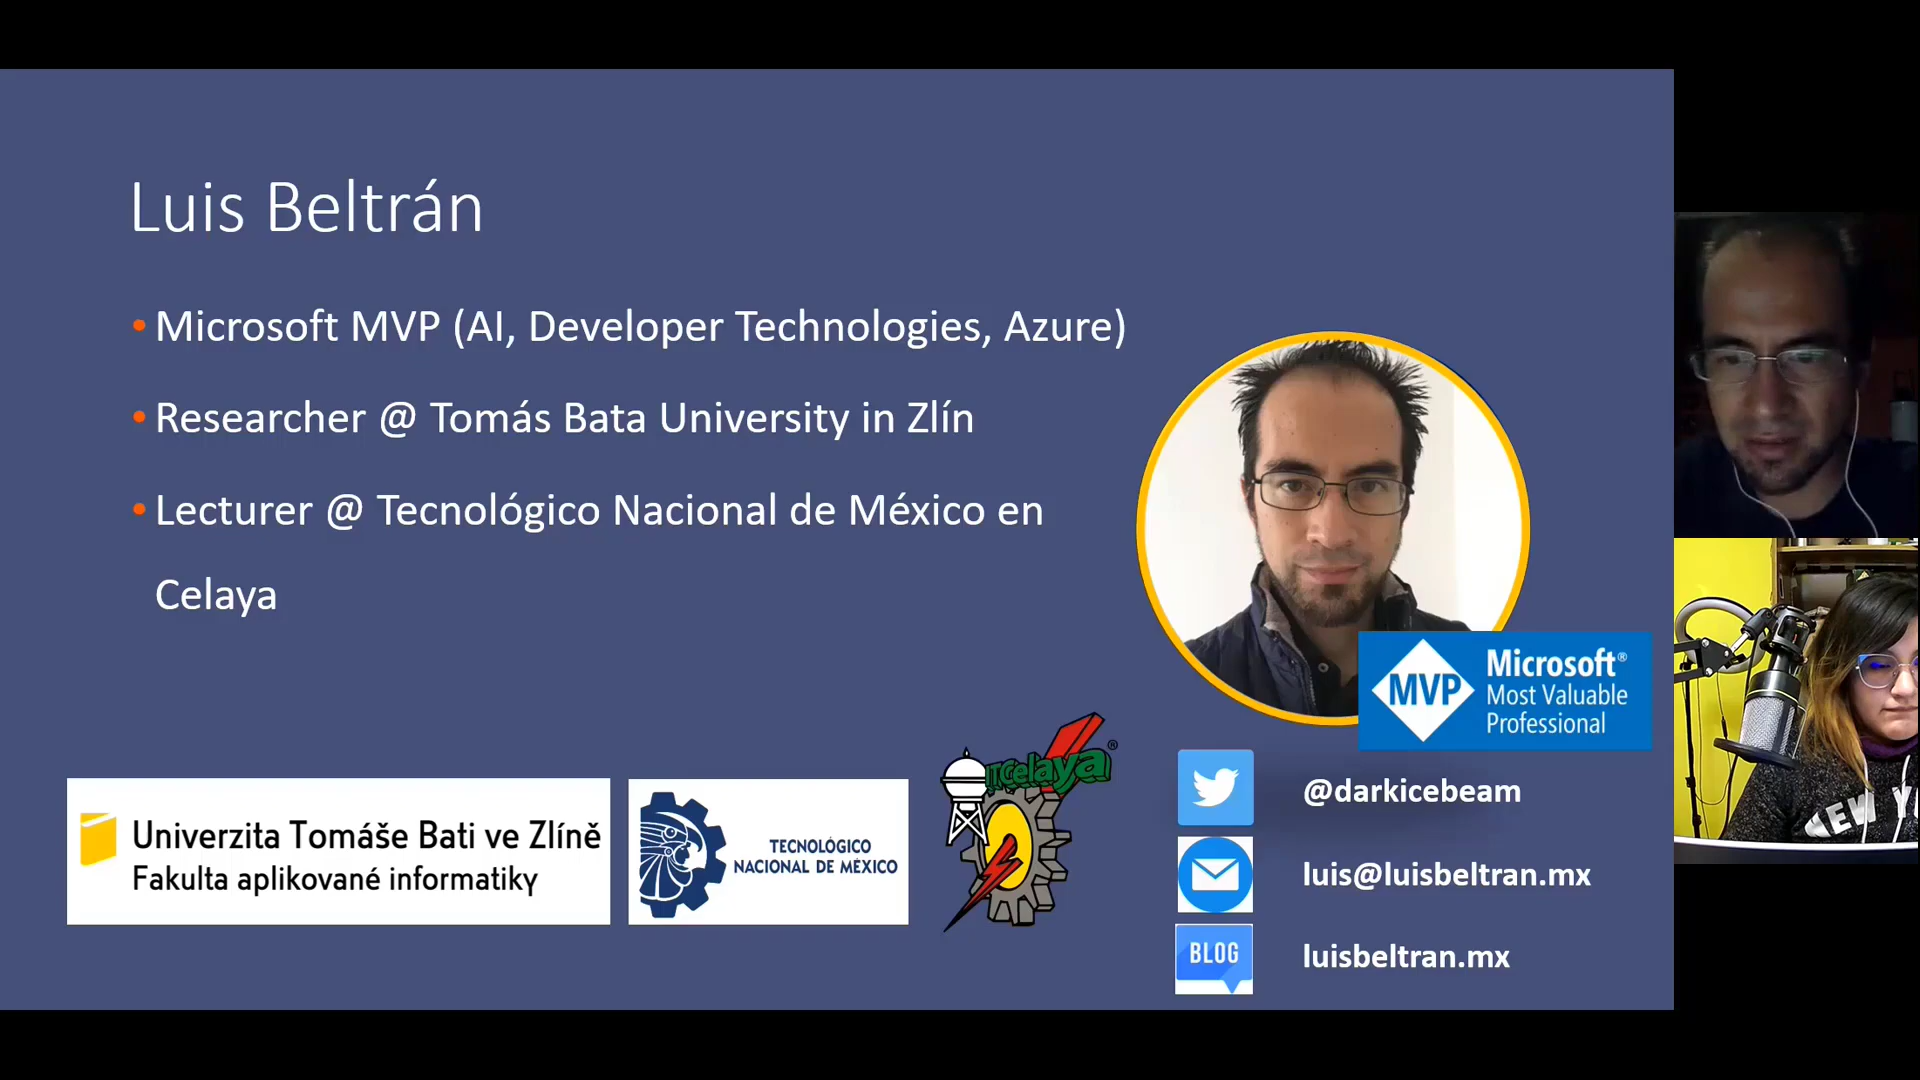 Luis Beltrán
• Microsoft MVP (AI, Developer Technologies, Azure)
• Researcher @ Tomás Bata University in Zlín
• Lecturer @ Tecnológico Nacional de México en
Celaya
MVP
Microsoft®
Most Valuable
Professional
Univerzita Tomáše Bati ve Zlíně
Fakulta aplikované informatiky
TECNOLÓGICO
NACIONAL DE MÉXICO
ITCelaya®
@darkicebeam
luis@luisbeltran.mx
BLOG
luisbeltran.mx
NEW